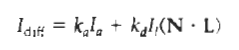 I_diff = k_a I_a + k_d I_l (N · L)